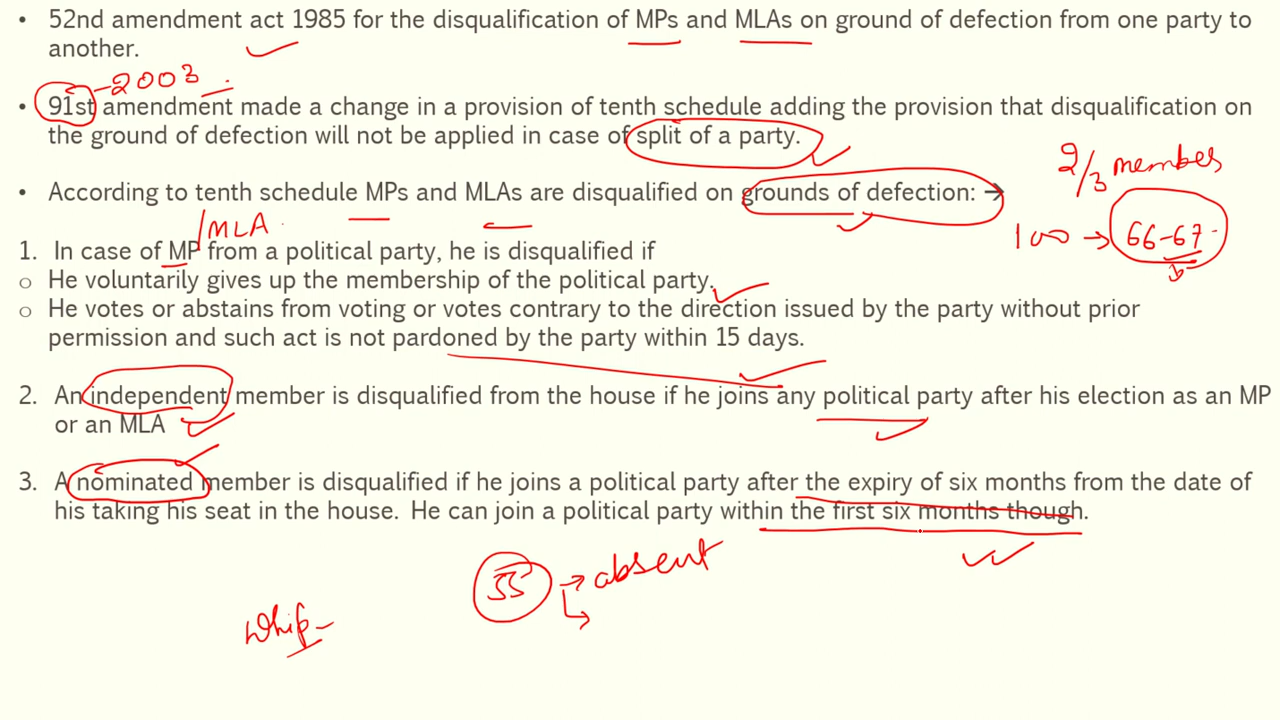 • 52nd amendment act 1985 for the disqualification of MPs and MLAs on ground of defection from one party to
another.
-2003
• 91st amendment made a change in a provision of tenth schedule adding the provision that disqualification on
the ground of defection will not be applied in case of split of a party.
2/3 member
• According to tenth schedule MPs and MLAs are disqualified on grounds of defection: →
/MLA
100 → 66-67
1. In case of MP from a political party, he is disqualified if
o He voluntarily gives up the membership of the political party.
o He votes or abstains from voting or votes contrary to the direction issued by the party without prior
permission and such act is not pardoned by the party within 15 days.
2. An independent member is disqualified from the house if he joins any political party after his election as an MP
or an MLA
3. A nominated member is disqualified if he joins a political party after the expiry of six months from the date of
his taking his seat in the house. He can join a political party within the first six months though.
55 → absent
Whip-